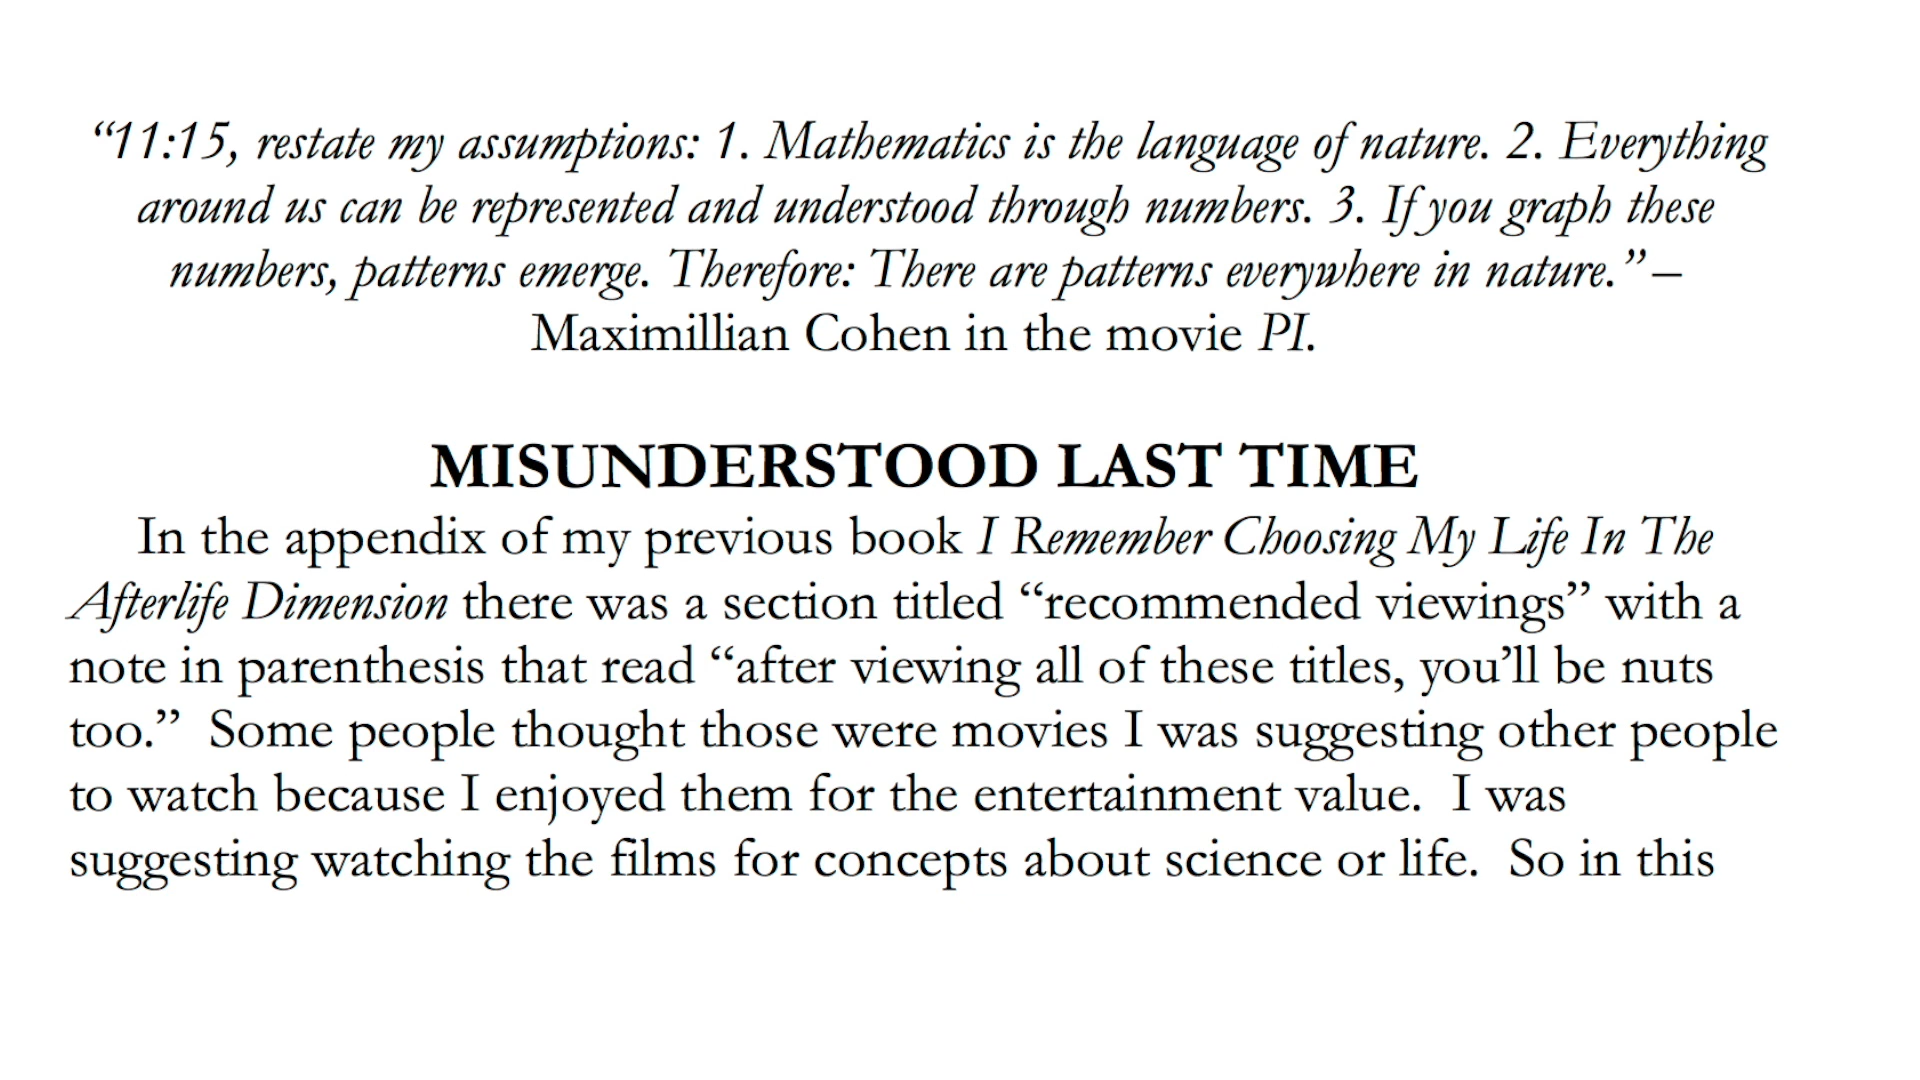 “11:15, restate my assumptions: 1. Mathematics is the language of nature. 2. Everything
around us can be represented and understood through numbers. 3. If you graph these
numbers, patterns emerge. Therefore: There are patterns everywhere in nature.” –
Maximillian Cohen in the movie PI.
MISUNDERSTOOD LAST TIME
In the appendix of my previous book I Remember Choosing My Life In The
Afterlife Dimension there was a section titled “recommended viewings” with a
note in parenthesis that read “after viewing all of these titles, you’ll be nuts
too.”  Some people thought those were movies I was suggesting other people
to watch because I enjoyed them for the entertainment value.  I was
suggesting watching the films for concepts about science or life.  So in this